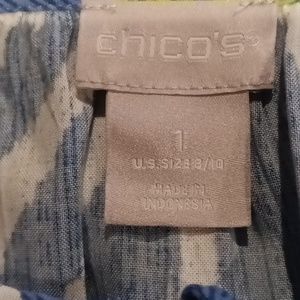 chico's
1
U.S. SIZE 8/10
MADE IN
INDONESIA